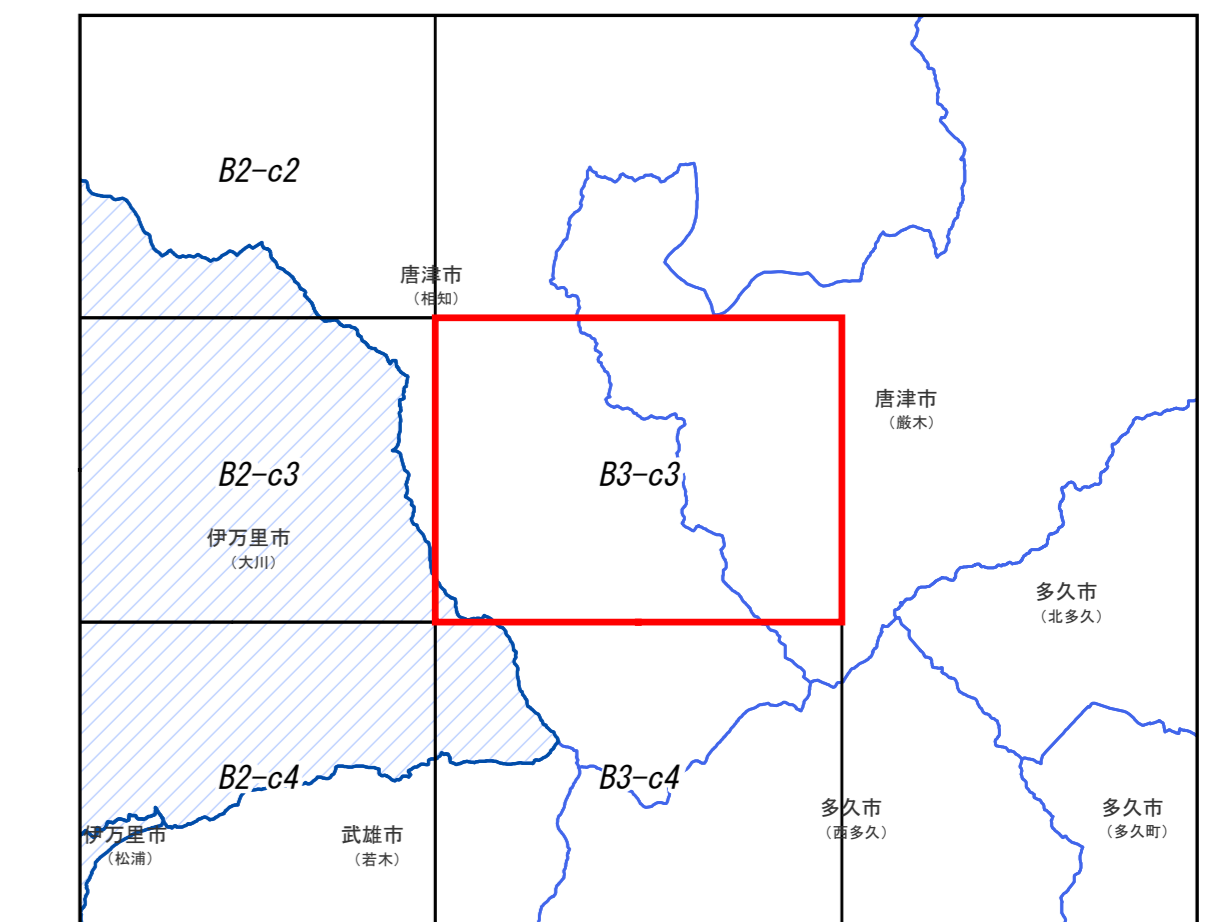 B2-c2
唐津市
（相知）
唐津市
（厳木）
B2-c3
B3-c3
伊万里市
（大川）
多久市
（北多久）
B2-c4
B3-c4
伊万里市
（松浦）
武雄市
（若木）
多久市
（西多久）
多久市
（多久町）